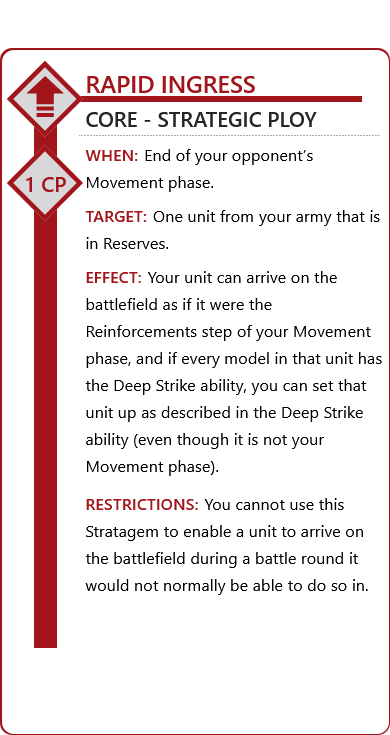 RAPID INGRESS
CORE - STRATEGIC PLOY
WHEN: End of your opponent's
Movement phase.
1 CP
TARGET: One unit from your army that is
in Reserves.
EFFECT: Your unit can arrive on the
battlefield as if it were the
Reinforcements step of your Movement
phase, and if every model in that unit has
the Deep Strike ability, you can set that
unit up as described in the Deep Strike
ability (even though it is not your
Movement phase).
RESTRICTIONS: You cannot use this
Stratagem to enable a unit to arrive on
the battlefield during a battle round it
would not normally be able to do so in.